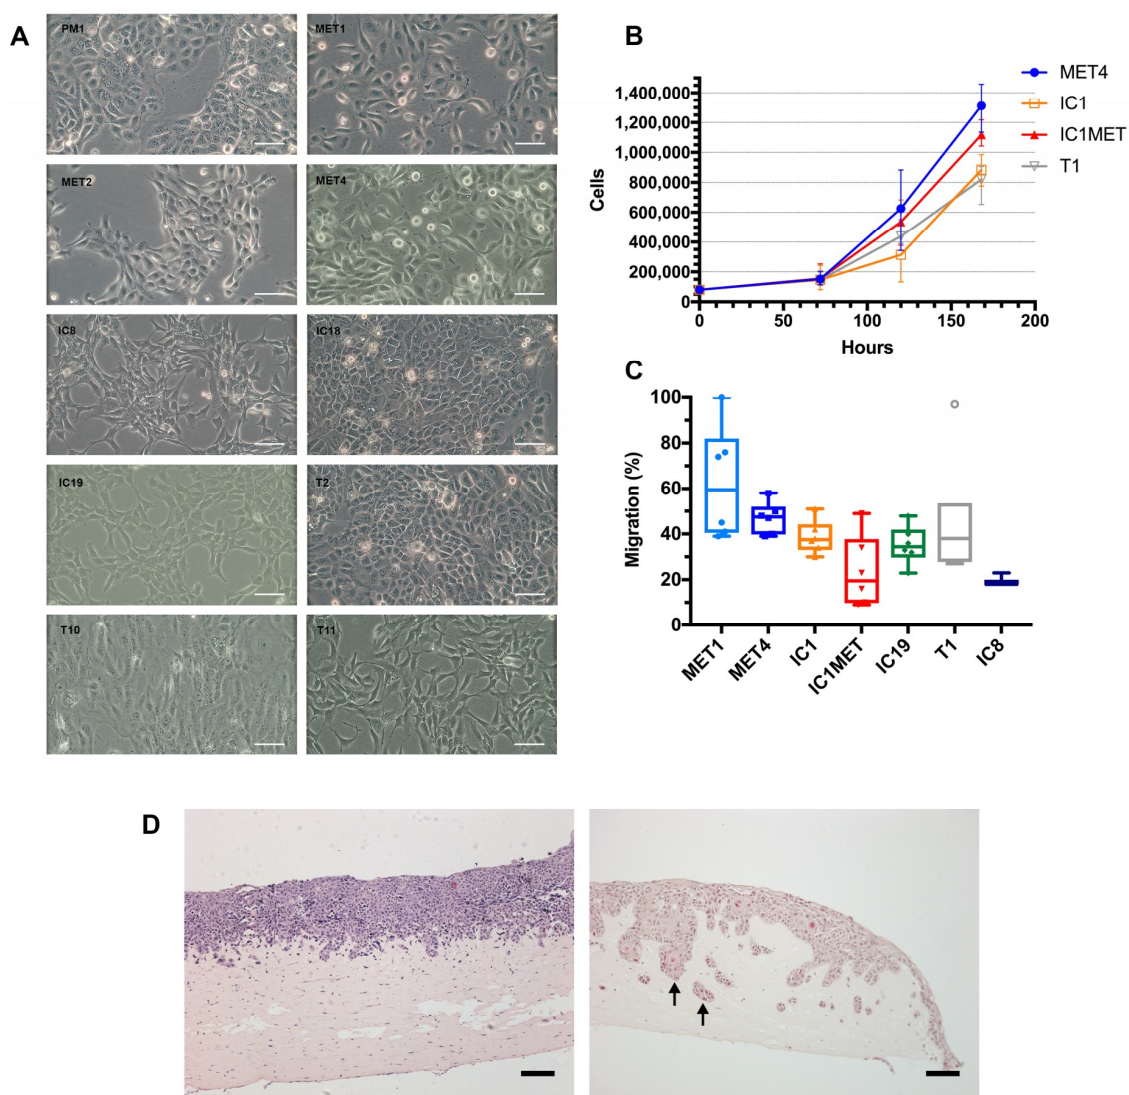 A
PM1
MET1
MET2
MET4
IC8
IC18
IC19
T2
T10
T11
B
1,400,000
1,200,000
1,000,000
800,000
600,000
400,000
200,000
0
Cells
0 50 100 150 200
Hours
MET4
IC1
IC1MET
T1
C
100
80
60
40
20
0
Migration (%)
MET1 MET4 IC1 IC1MET IC19 T1 IC8
D